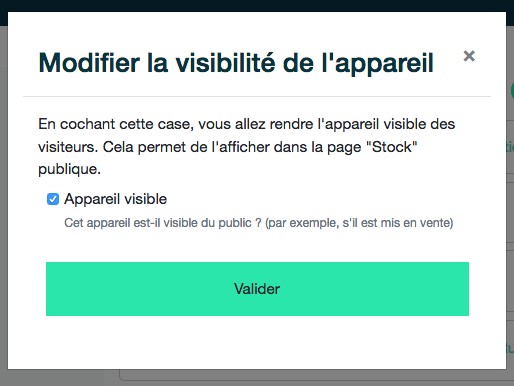 Modifier la visibilité de l'appareil
×
En cochant cette case, vous allez rendre l'appareil visible des
visiteurs. Cela permet de l'afficher dans la page "Stock"
publique.
Appareil visible
Cet appareil est-il visible du public ? (par exemple, s'il est mis en vente)
Valider